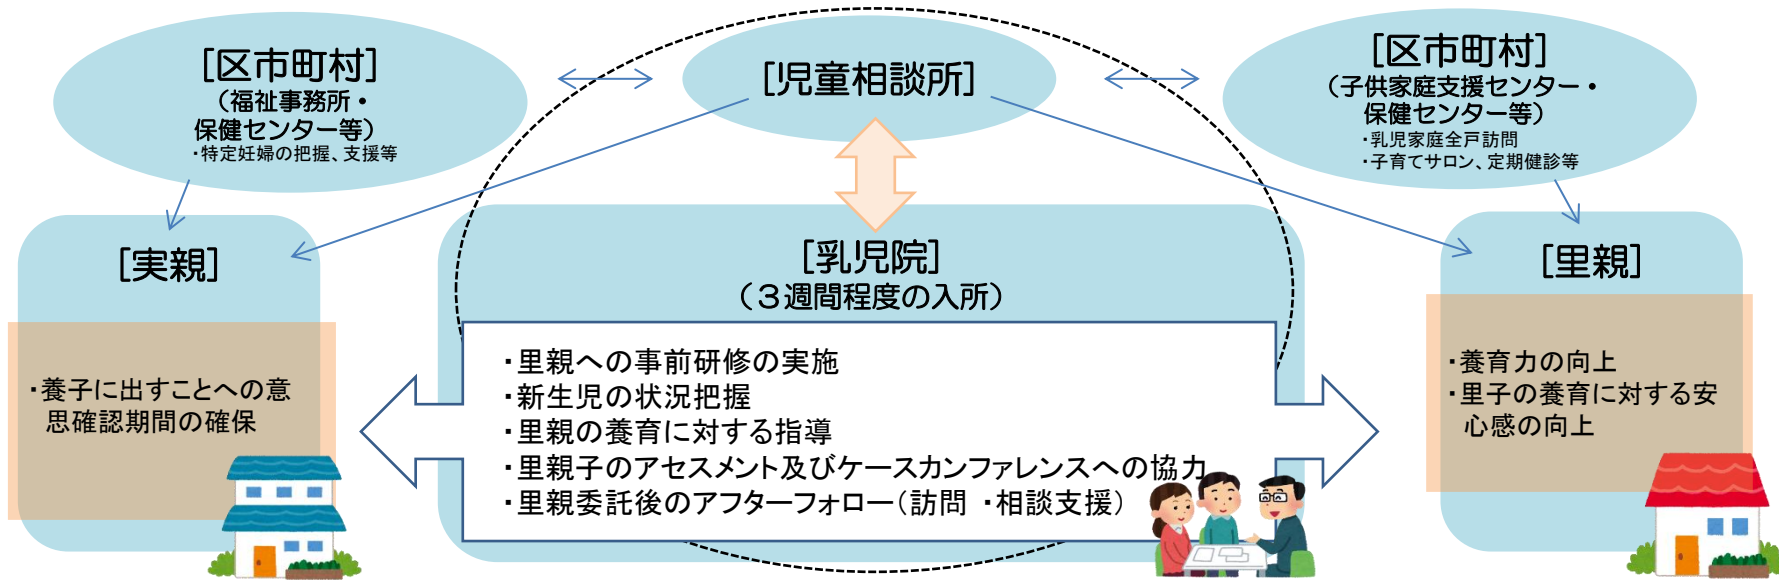 [区市町村]
(福祉事務所・
保健センター等)
・特定妊婦の把握、支援等
[児童相談所]
[区市町村]
(子供家庭支援センター・
保健センター等)
・乳児家庭全戸訪問
・子育てサロン、定期健診等
[実親]
・養子に出すことへの意
思確認期間の確保
[乳児院]
(３週間程度の入所)
・里親への事前研修の実施
・新生児の状況把握
・里親の養育に対する指導
・里親子のアセスメント及びケースカンファレンスへの協力
・里親委託後のアフターフォロー(訪問 ・相談支援)
[里親]
・養育力の向上
・里子の養育に対する安
心感の向上